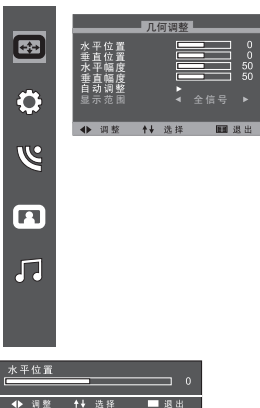 几何调整
水平位置 0
垂直位置 0
水平幅度 50
垂直幅度 50
自动调整
显示范围 全信号
调整 选择 退出
水平位置
0
调整 选择 退出